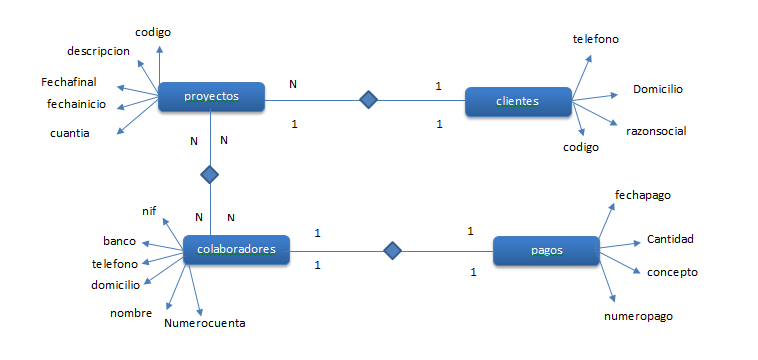 codigo
descripcion
Fechafinal
fechainicio
cuantia
proyectos
N
1
1
1
clientes
telefono
Domicilio
razonsocial
codigo
N
N
N
N
nif
banco
telefono
domicilio
nombre
Numerocuenta
colaboradores
1
1
1
1
pagos
fechapago
Cantidad
concepto
numeropago